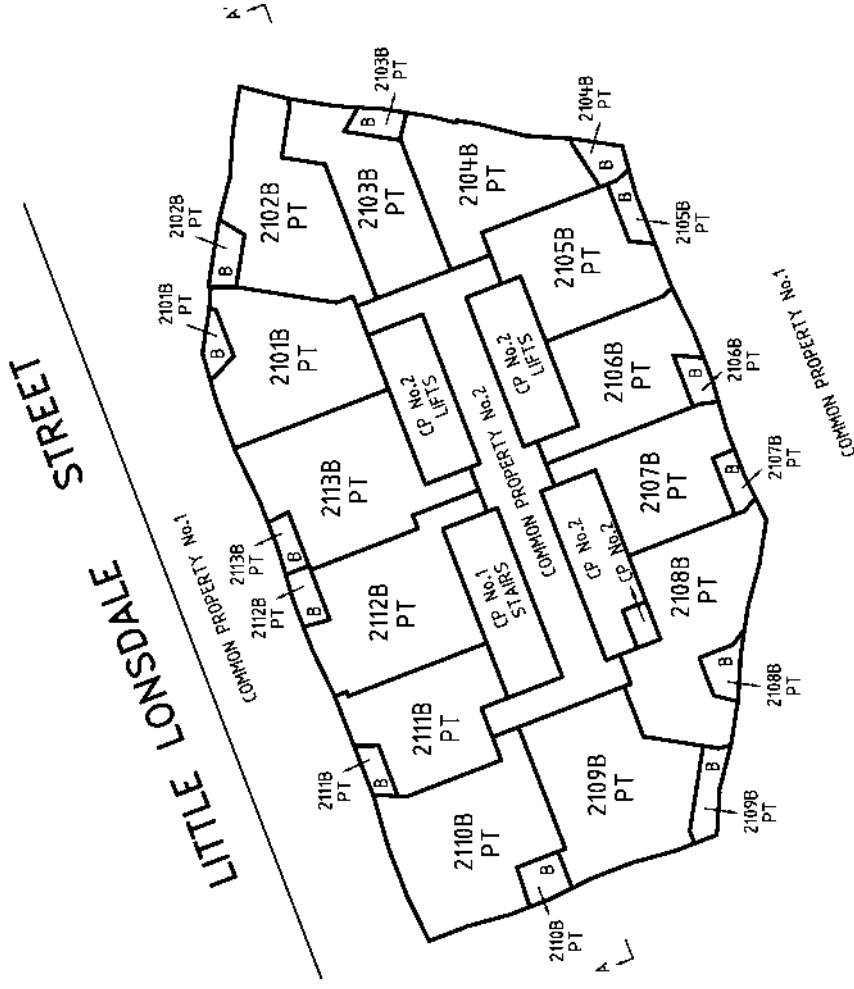 A'
LITTLE LONSDALE STREET
COMMON PROPERTY No.1
2101B
PT
B
2101B
PT
2102B
PT
B
2102B
PT
2103B
PT
B
2103B
PT
2104B
PT
B
2104B
PT
2105B
PT
B
2105B
PT
2106B
PT
B
2106B
PT
2107B
PT
B
2107B
PT
2108B
PT
B
2108B
PT
2109B
PT
B
2109B
PT
2110B
PT
B
2110B
PT
2111B
PT
B
2111B
PT
2112B
PT
B
2112B
PT
2113B
PT
B
2113B
PT
CP No.2
LIFTS
CP No.2
LIFTS
COMMON PROPERTY No.2
CP No.1
STAIRS
CP No.2
CP No.2
COMMON PROPERTY No.1
A